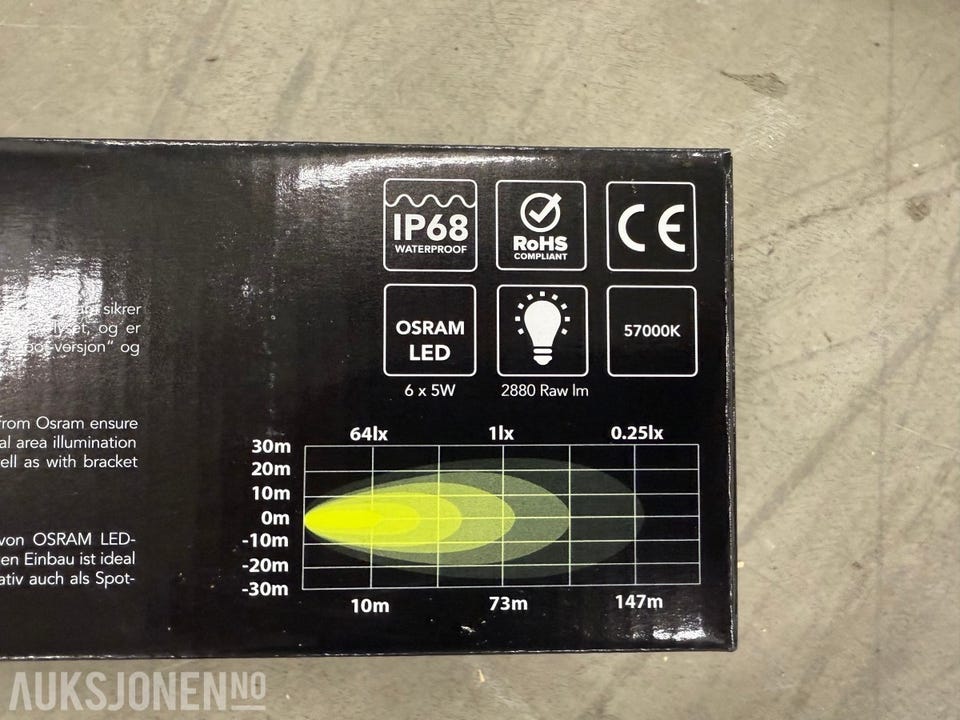 IP68
WATERPROOF
RoHS
COMPLIANT
CE
OSRAM
LED
57000K
6 x 5W
2880 Raw lm
sikrer
og er
og
from Osram ensure
al area illumination
ell as with bracket
von OSRAM LED-
en Einbau ist ideal
ativ auch als Spot-
64lx 1lx 0.25lx
30m
20m
10m
0m
-10m
-20m
-30m
10m 73m 147m
AUKSJONEN NO